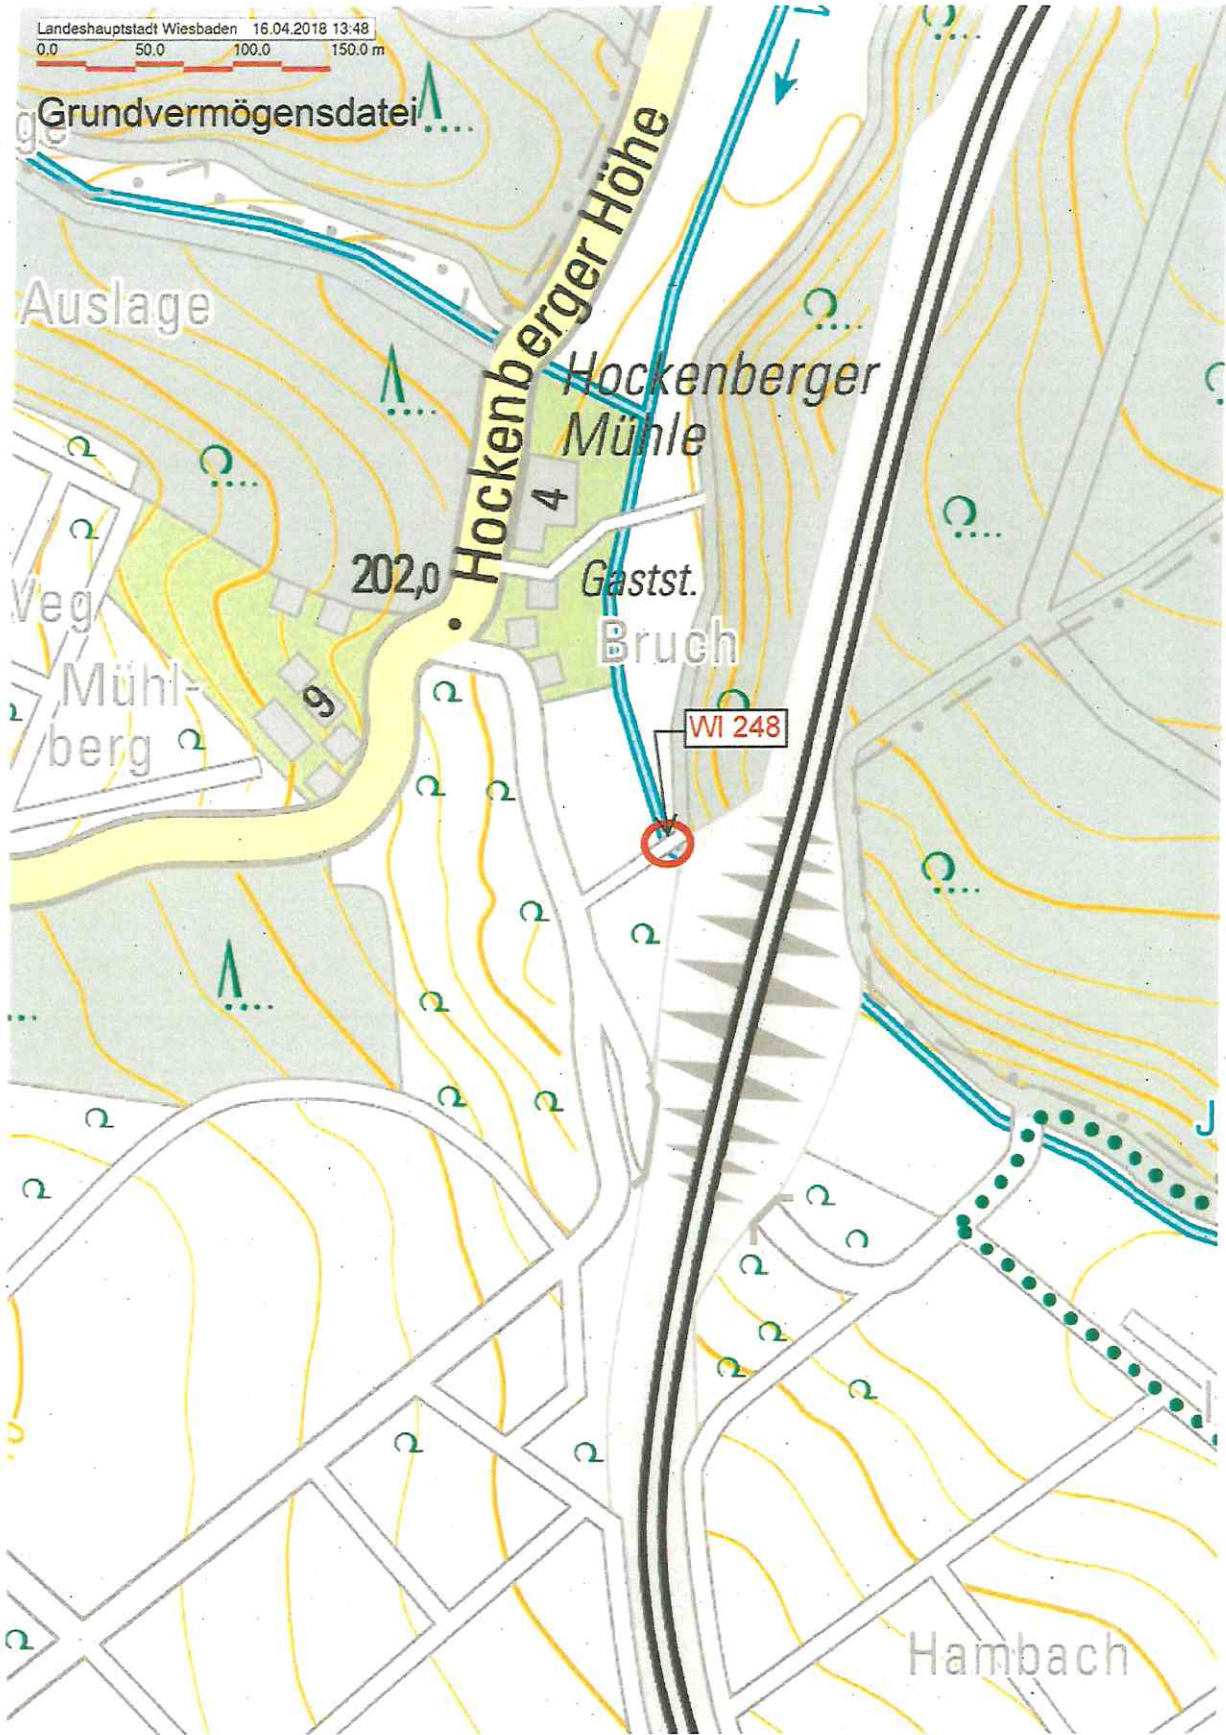 Landeshauptstadt Wiesbaden 16.04.2018 13:48
0.0 50.0 100.0 150.0 m
Grundvermögensdatei
Auslage
Hockenberger Höhe
Hockenberger
Mühle
4
202,0
Gastst.
Bruch
Weg
Mühl-
berg
9
WI 248
J
Hambach